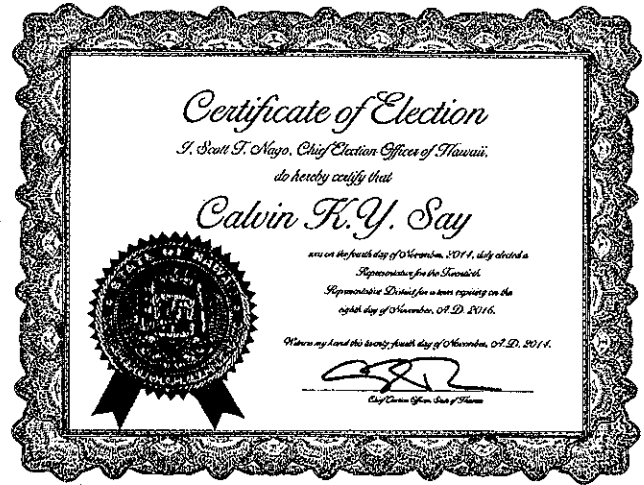 Certificate of Election
I, Scott T. Nago, Chief Election Officer of Hawaii,
do hereby certify that
Calvin K.Y. Say
was on the fourth day of November, 2014, duly elected a
Representative for the Twentieth
Representative District for a term expiring on the
eighth day of November, A.D. 2016.
Witness my hand this twenty-fourth day of November, A.D. 2014.
Chief Election Officer, State of Hawaii
STATE OF HAWAII